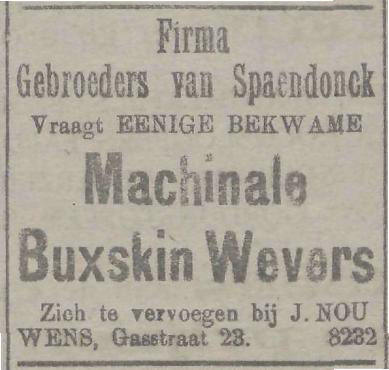 Firma
Gebroeders van Spaendonck
Vraagt EENIGE BEKWAME
Machinale
Buxskin Wevers
Zich te vervoegen bij J. NOU
WENS, Gasstraat 23. 8232